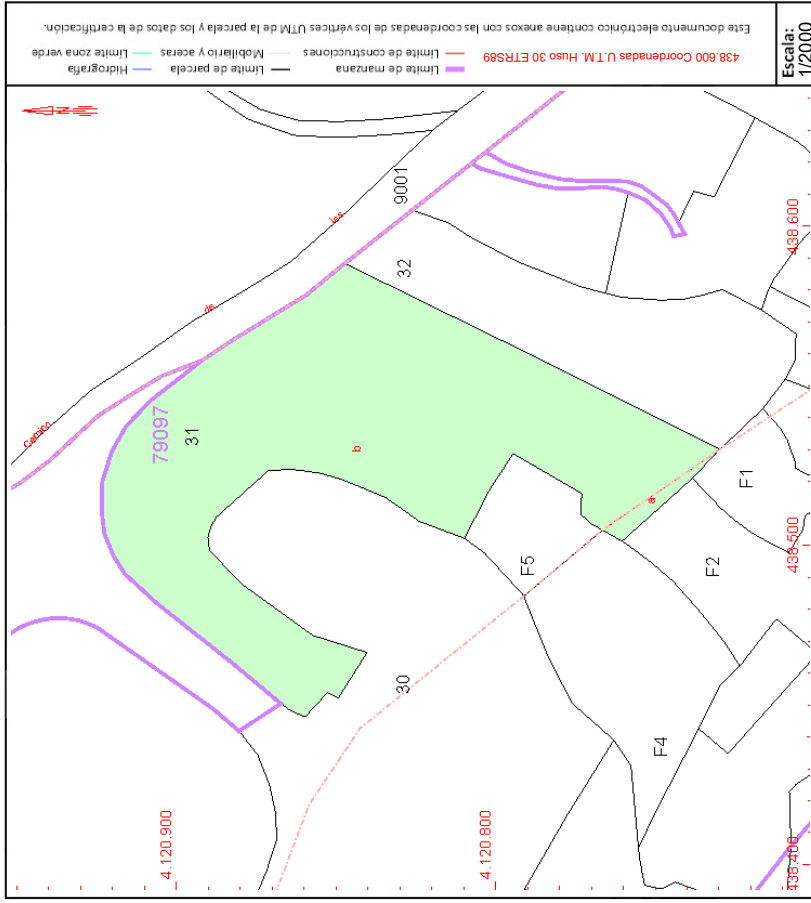 Este documento electrónico contiene anexos con las coordenadas de los vértices UTM de la parcela y los datos de la certificación.
438.600 Coordenadas U.T.M. Huso 30 ETRS89
Límite de manzana
Límite de construcciones
Límite de parcela
Mobiliario y aceras
Hidrografía
Límite zona verde
Escala:
1/2000
Camino
de
las
9001
32
79097
31
b
a
30
F5
F1
F2
F4
4.120.900
4.120.800
438.600
438.500
438.400